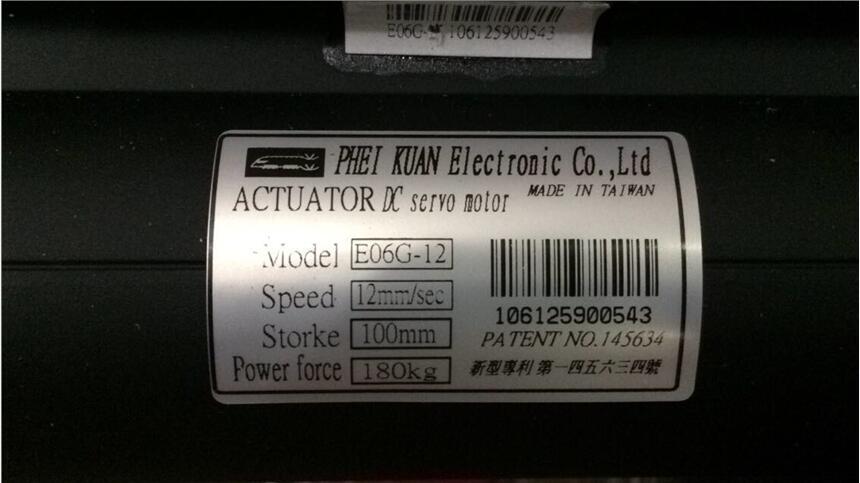 E06G- 106125900543
PHEI KUAN Electronic Co.,Ltd
ACTUATOR DC servo motor
MADE IN TAIWAN
Model E06G-12
Speed 12mm/sec
Storke 100mm
Power force 180kg
106125900543
PATENT NO.145634
新型專利 第一四五六三四號